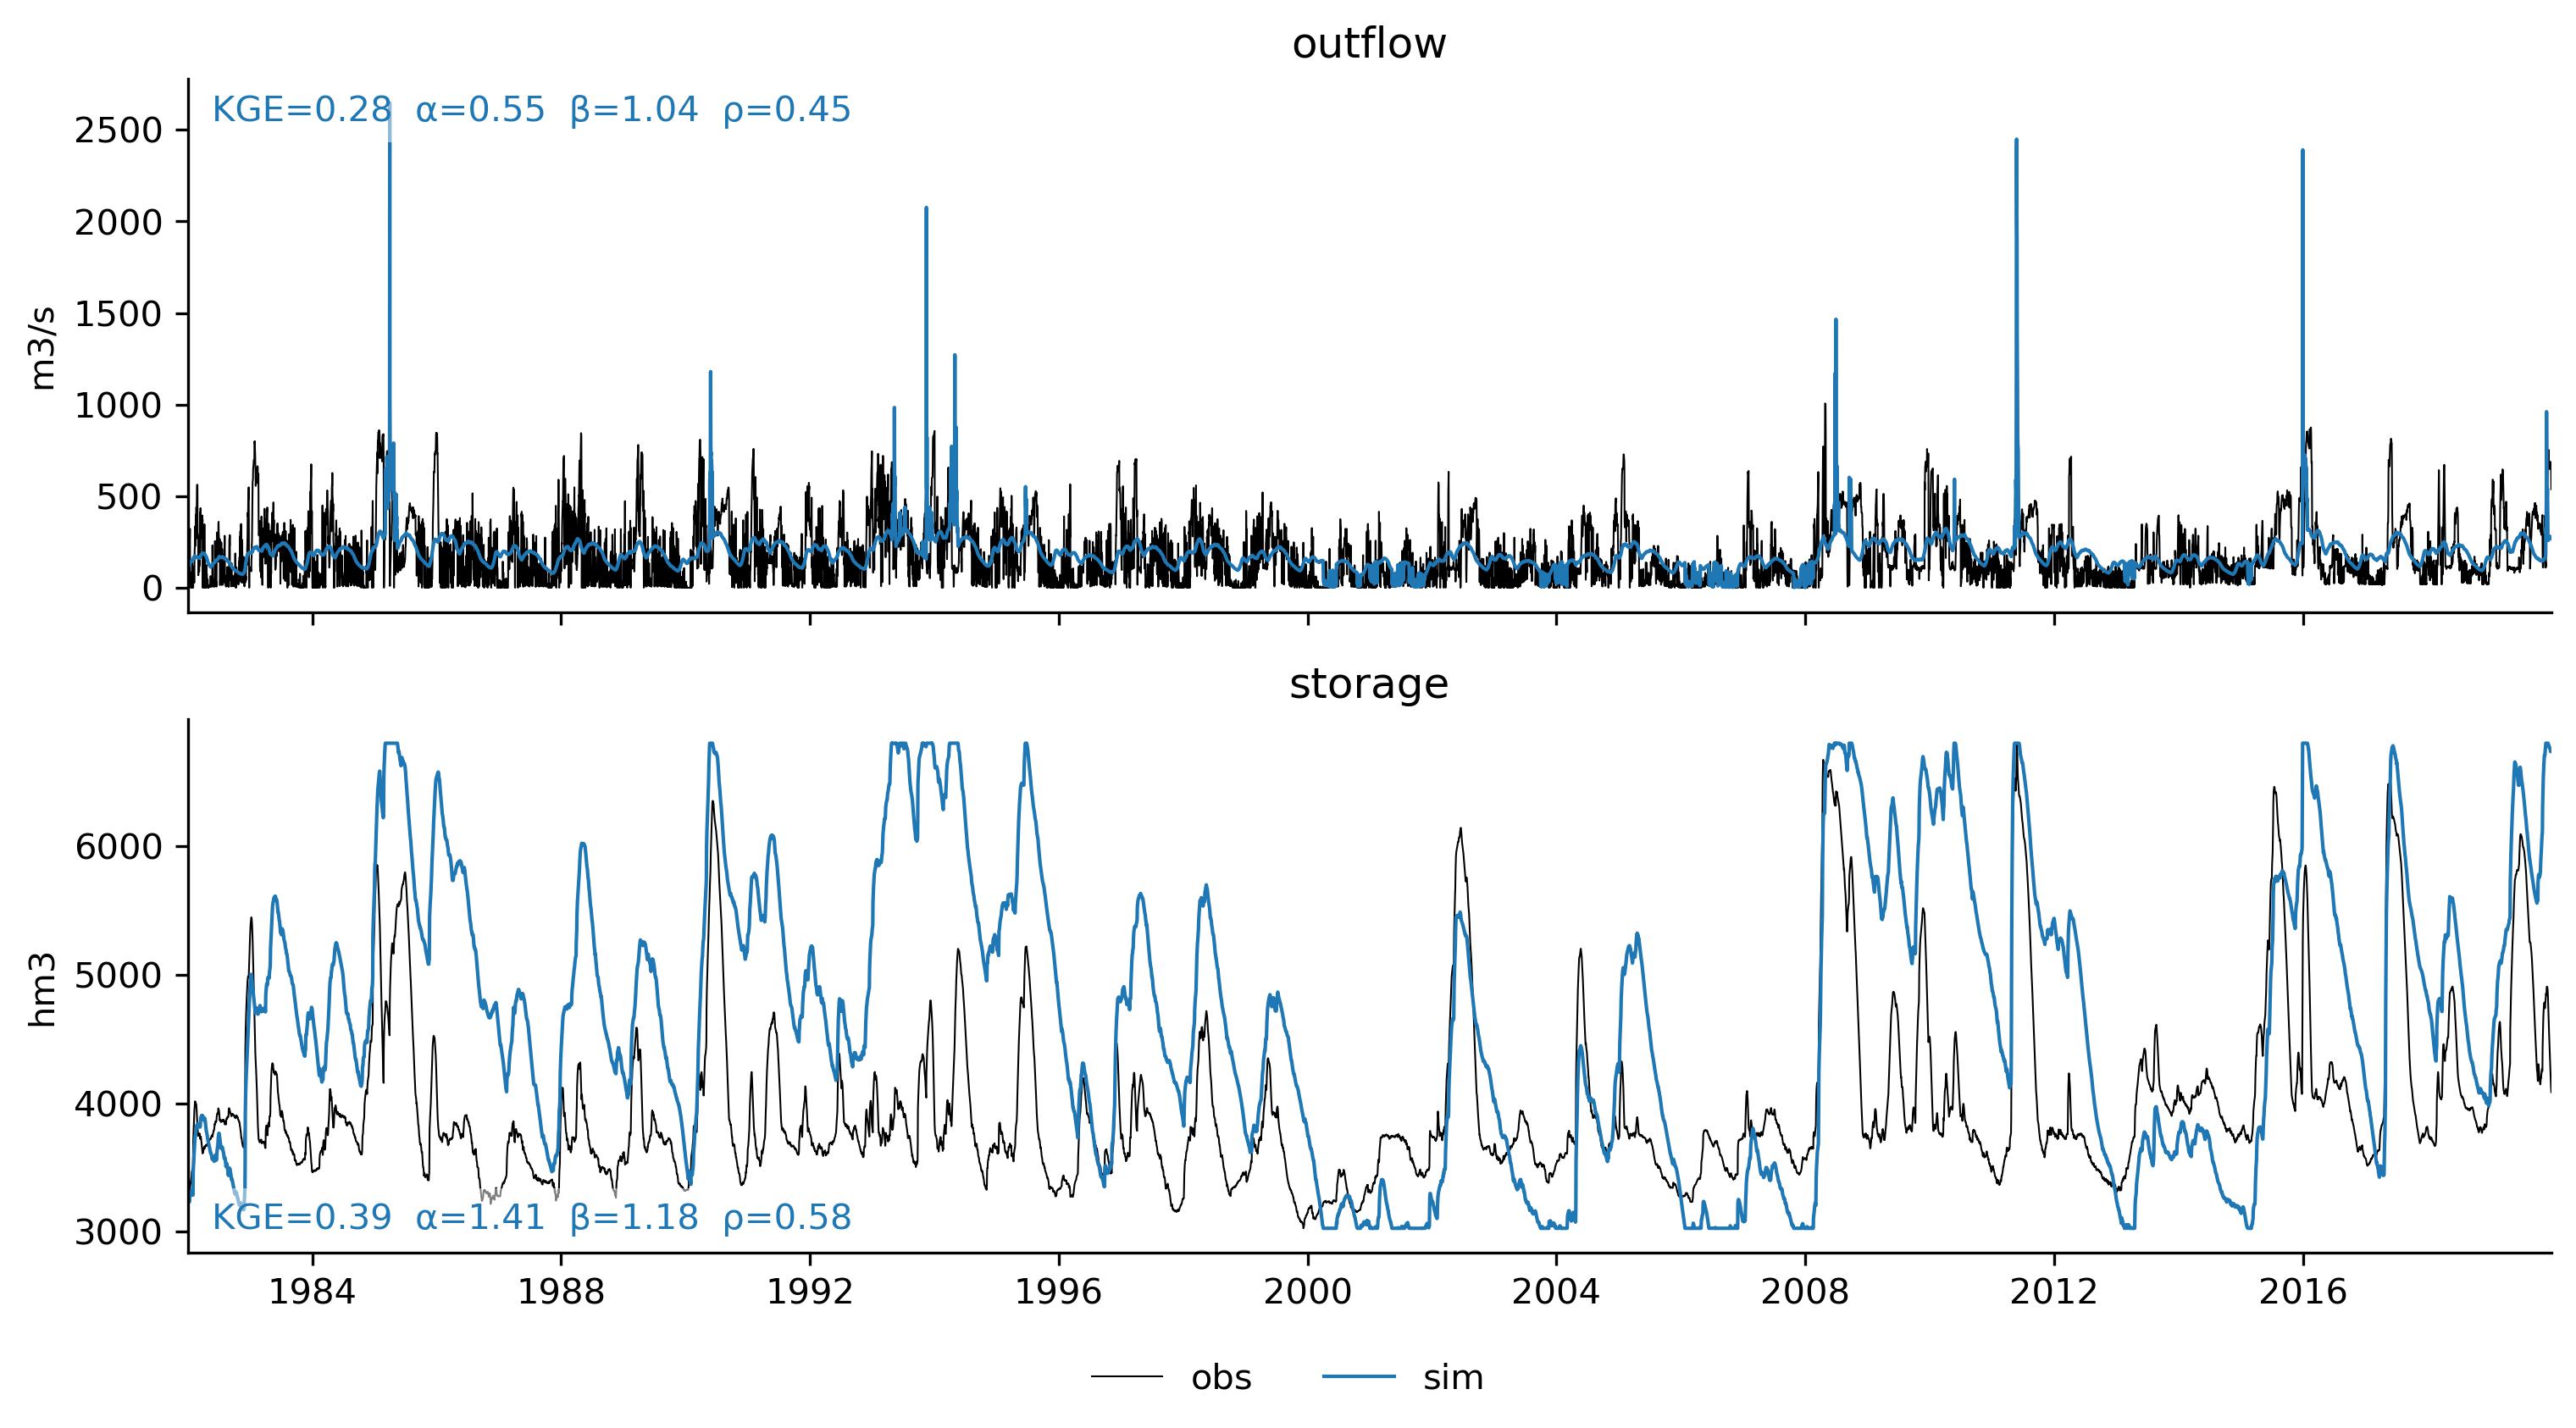 outflow
KGE=0.28 α=0.55 β=1.04 ρ=0.45
2500
2000
1500
1000
500
0
m3/s
storage
6000
5000
4000
3000
hm3
KGE=0.39 α=1.41 β=1.18 ρ=0.58
1984 1988 1992 1996 2000 2004 2008 2012 2016
obs sim